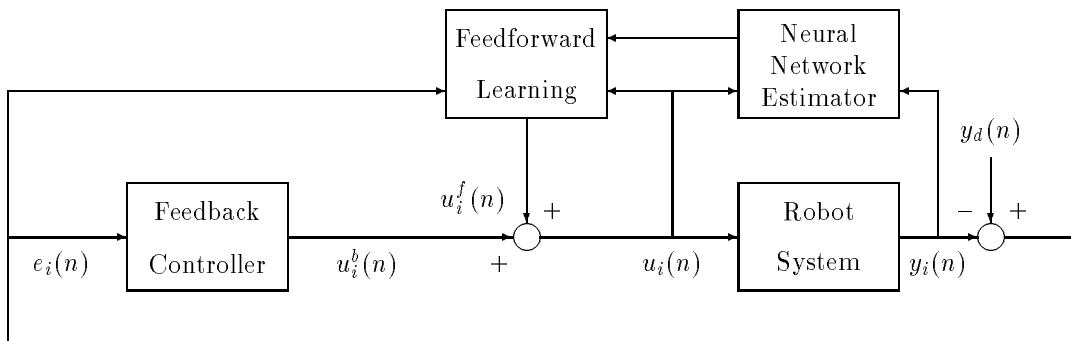 Feedforward
Learning
Neural
Network
Estimator
y_d(n)
u_i^f(n)
+
Feedback
Controller
Robot
System
−
+
e_i(n)
u_i^b(n)
+
u_i(n)
y_i(n)